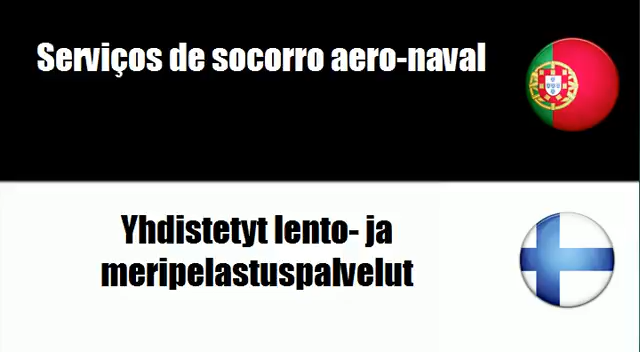 Serviços de socorro aero-naval
Yhdistetyt lento- ja
meripelastuspalvelut